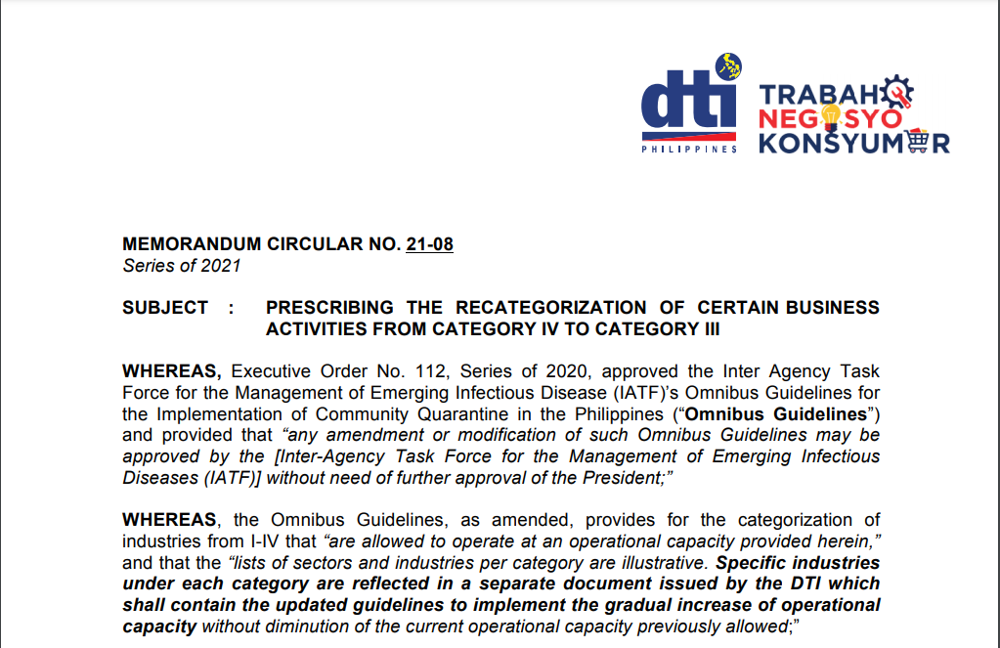 dti
PHILIPPINES
TRABAHO
NEGOSYO
KONSYUMER
MEMORANDUM CIRCULAR NO. 21-08
Series of 2021
SUBJECT : PRESCRIBING THE RECATEGORIZATION OF CERTAIN BUSINESS
ACTIVITIES FROM CATEGORY IV TO CATEGORY III
WHEREAS, Executive Order No. 112, Series of 2020, approved the Inter Agency Task
Force for the Management of Emerging Infectious Disease (IATF)’s Omnibus Guidelines for
the Implementation of Community Quarantine in the Philippines (“Omnibus Guidelines”)
and provided that “any amendment or modification of such Omnibus Guidelines may be
approved by the [Inter-Agency Task Force for the Management of Emerging Infectious
Diseases (IATF)] without need of further approval of the President;”
WHEREAS, the Omnibus Guidelines, as amended, provides for the categorization of
industries from I-IV that “are allowed to operate at an operational capacity provided herein,”
and that the “lists of sectors and industries per category are illustrative. Specific industries
under each category are reflected in a separate document issued by the DTI which
shall contain the updated guidelines to implement the gradual increase of operational
capacity without diminution of the current operational capacity previously allowed;”